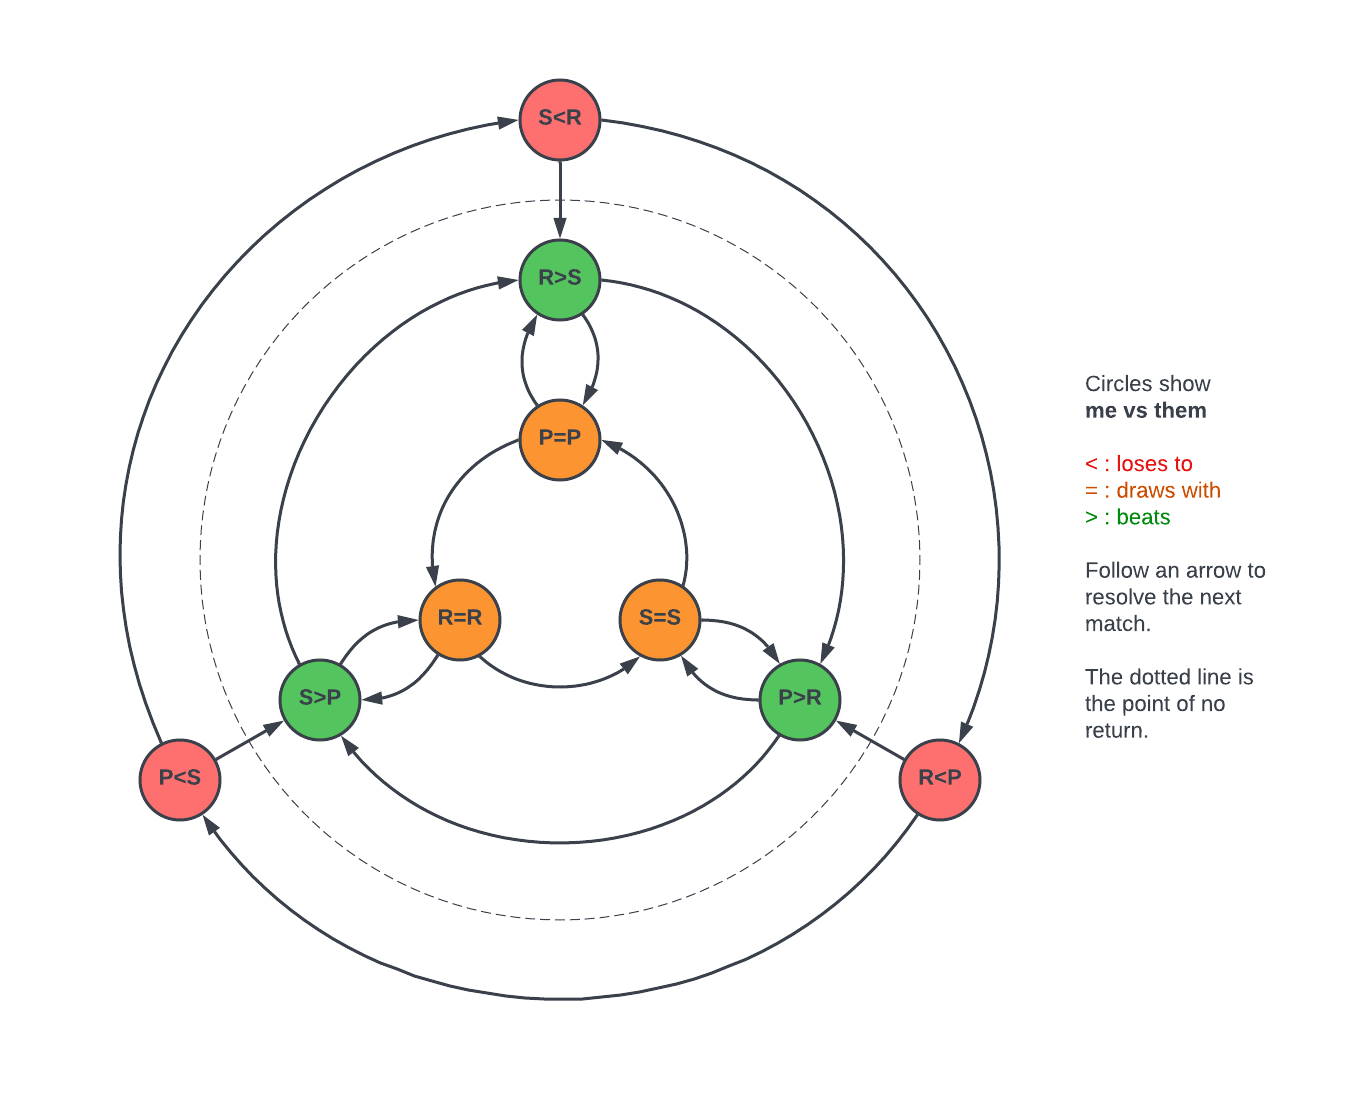 S<R
R>S
P=P
R=R
S=S
S>P
P>R
P<S
R<P
Circles show
me vs them
< : loses to
= : draws with
> : beats
Follow an arrow to
resolve the next
match.
The dotted line is
the point of no
return.